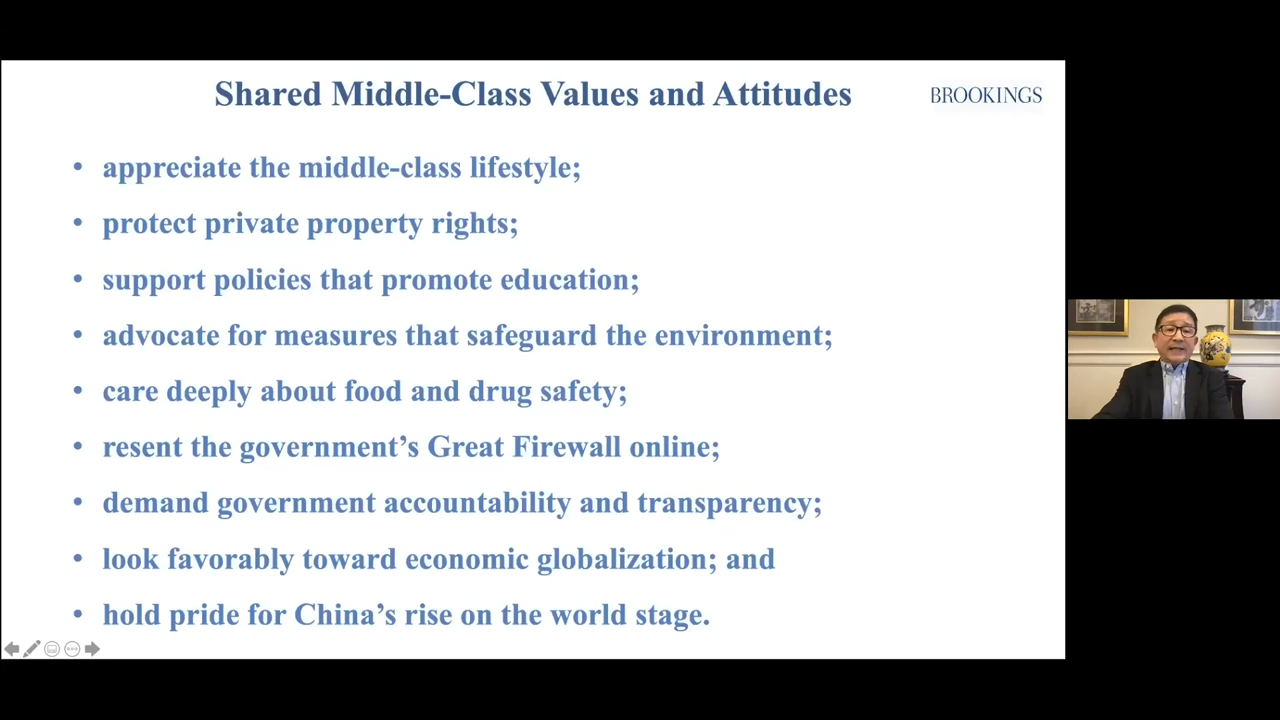 Shared Middle-Class Values and Attitudes
BROOKINGS
• appreciate the middle-class lifestyle;
• protect private property rights;
• support policies that promote education;
• advocate for measures that safeguard the environment;
• care deeply about food and drug safety;
• resent the government’s Great Firewall online;
• demand government accountability and transparency;
• look favorably toward economic globalization; and
• hold pride for China’s rise on the world stage.